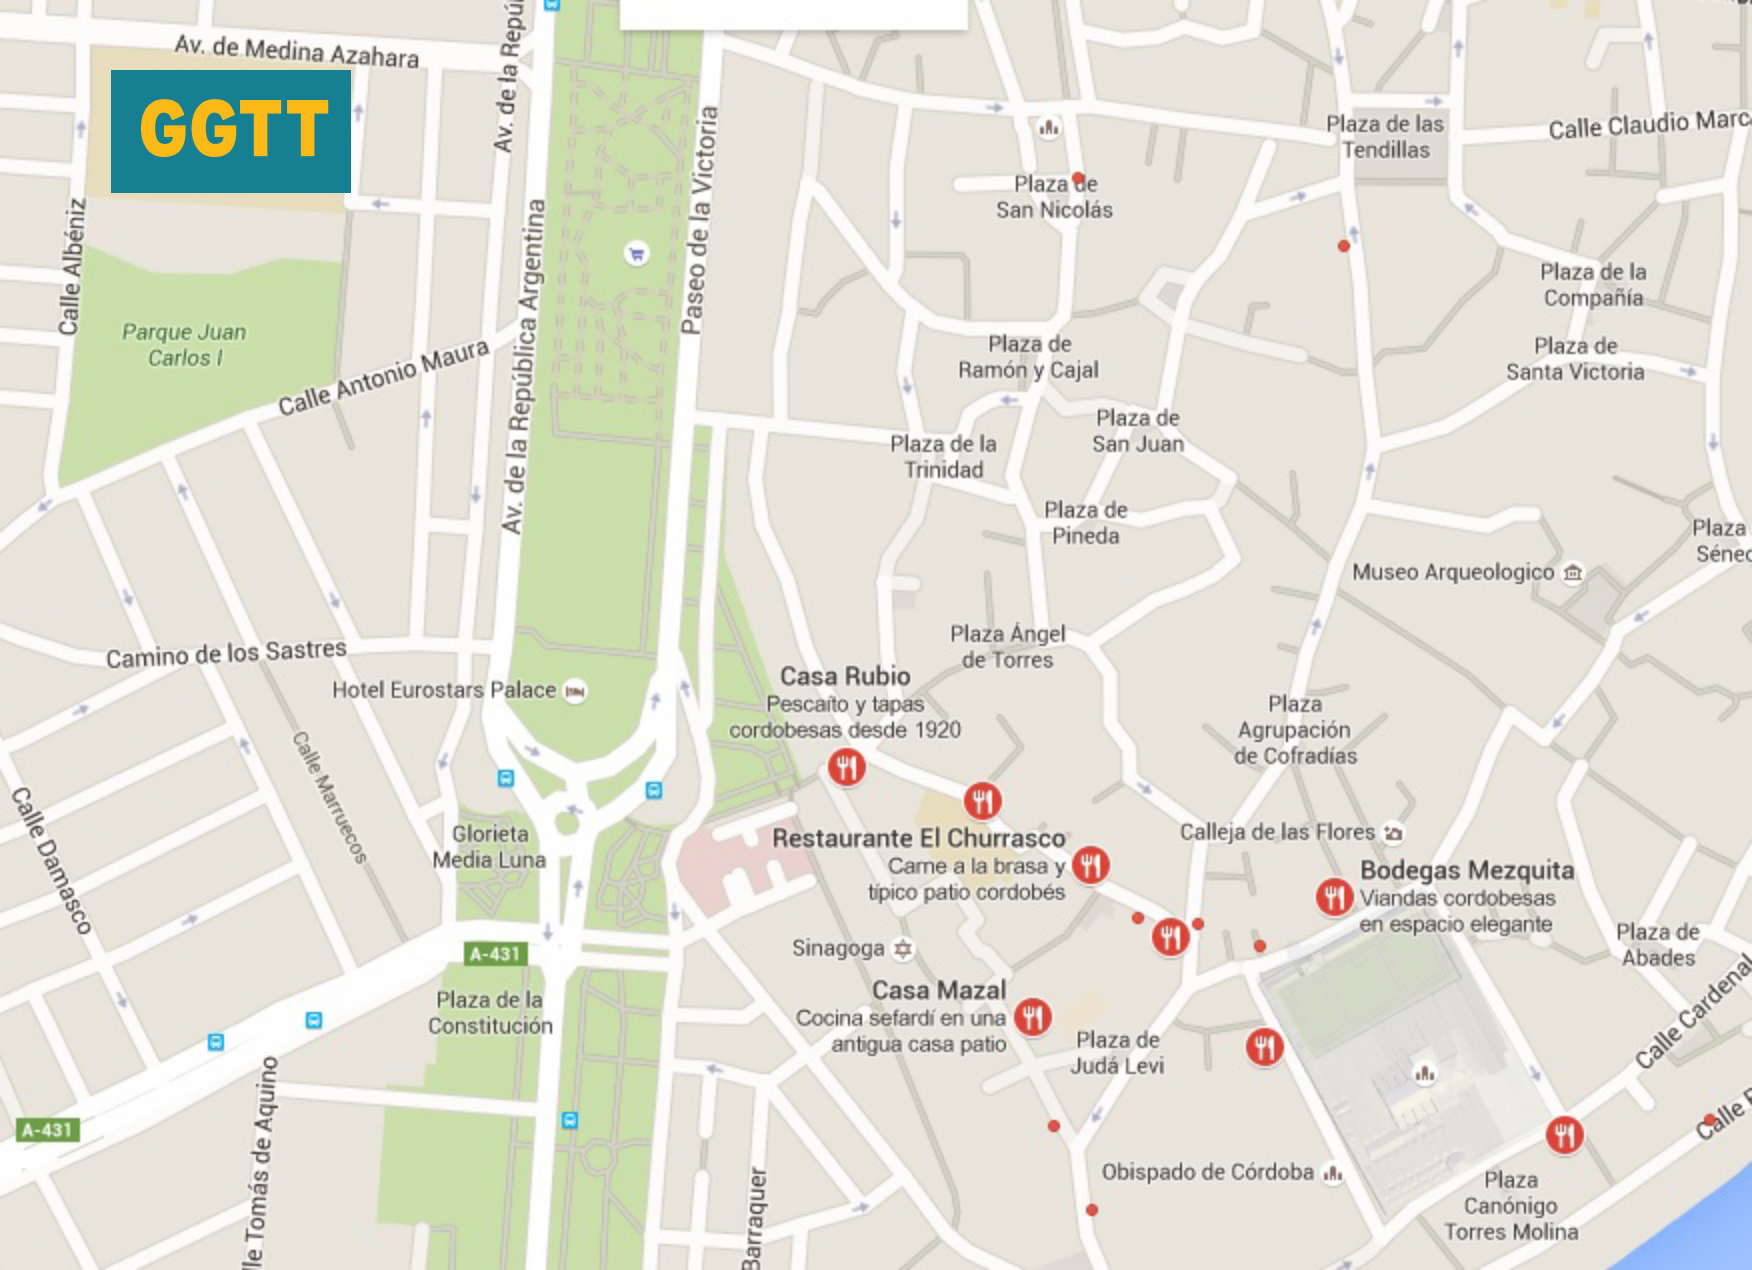 Av. de Medina Azahara
GGTT
Av. de la Repú
Paseo de la Victoria
Calle Albéniz
Av. de la República Argentina
Av. de la República Argentina
Plaza de
San Nicolás
Plaza de las
Tendillas
Calle Claudio Marc
Plaza de la
Compañía
Parque Juan
Carlos I
Calle Antonio Maura
Plaza de
Ramón y Cajal
Plaza de
Santa Victoria
Plaza de
San Juan
Plaza de la
Trinidad
Plaza de
Pineda
Museo Arqueologico
Plaza
Sénec
Camino de los Sastres
Hotel Eurostars Palace
Plaza Ángel
de Torres
Casa Rubio
Pescaíto y tapas
cordobesas desde 1920
Plaza
Agrupación
de Cofradías
Calle Marruecos
Calle Damasco
Glorieta
Media Luna
Restaurante El Churrasco
Carne a la brasa y
típico patio cordobés
Calleja de las Flores
Bodegas Mezquita
Viandas cordobesas
en espacio elegante
Plaza de
Abades
A-431
Sinagoga
Plaza de la
Constitución
Casa Mazal
Cocina sefardí en una
antigua casa patio
Plaza de
Judá Levi
Calle Cardenal
A-431
lle Tomás de Aquino
Barraquer
Obispado de Córdoba
Plaza
Canónigo
Torres Molina
Calle